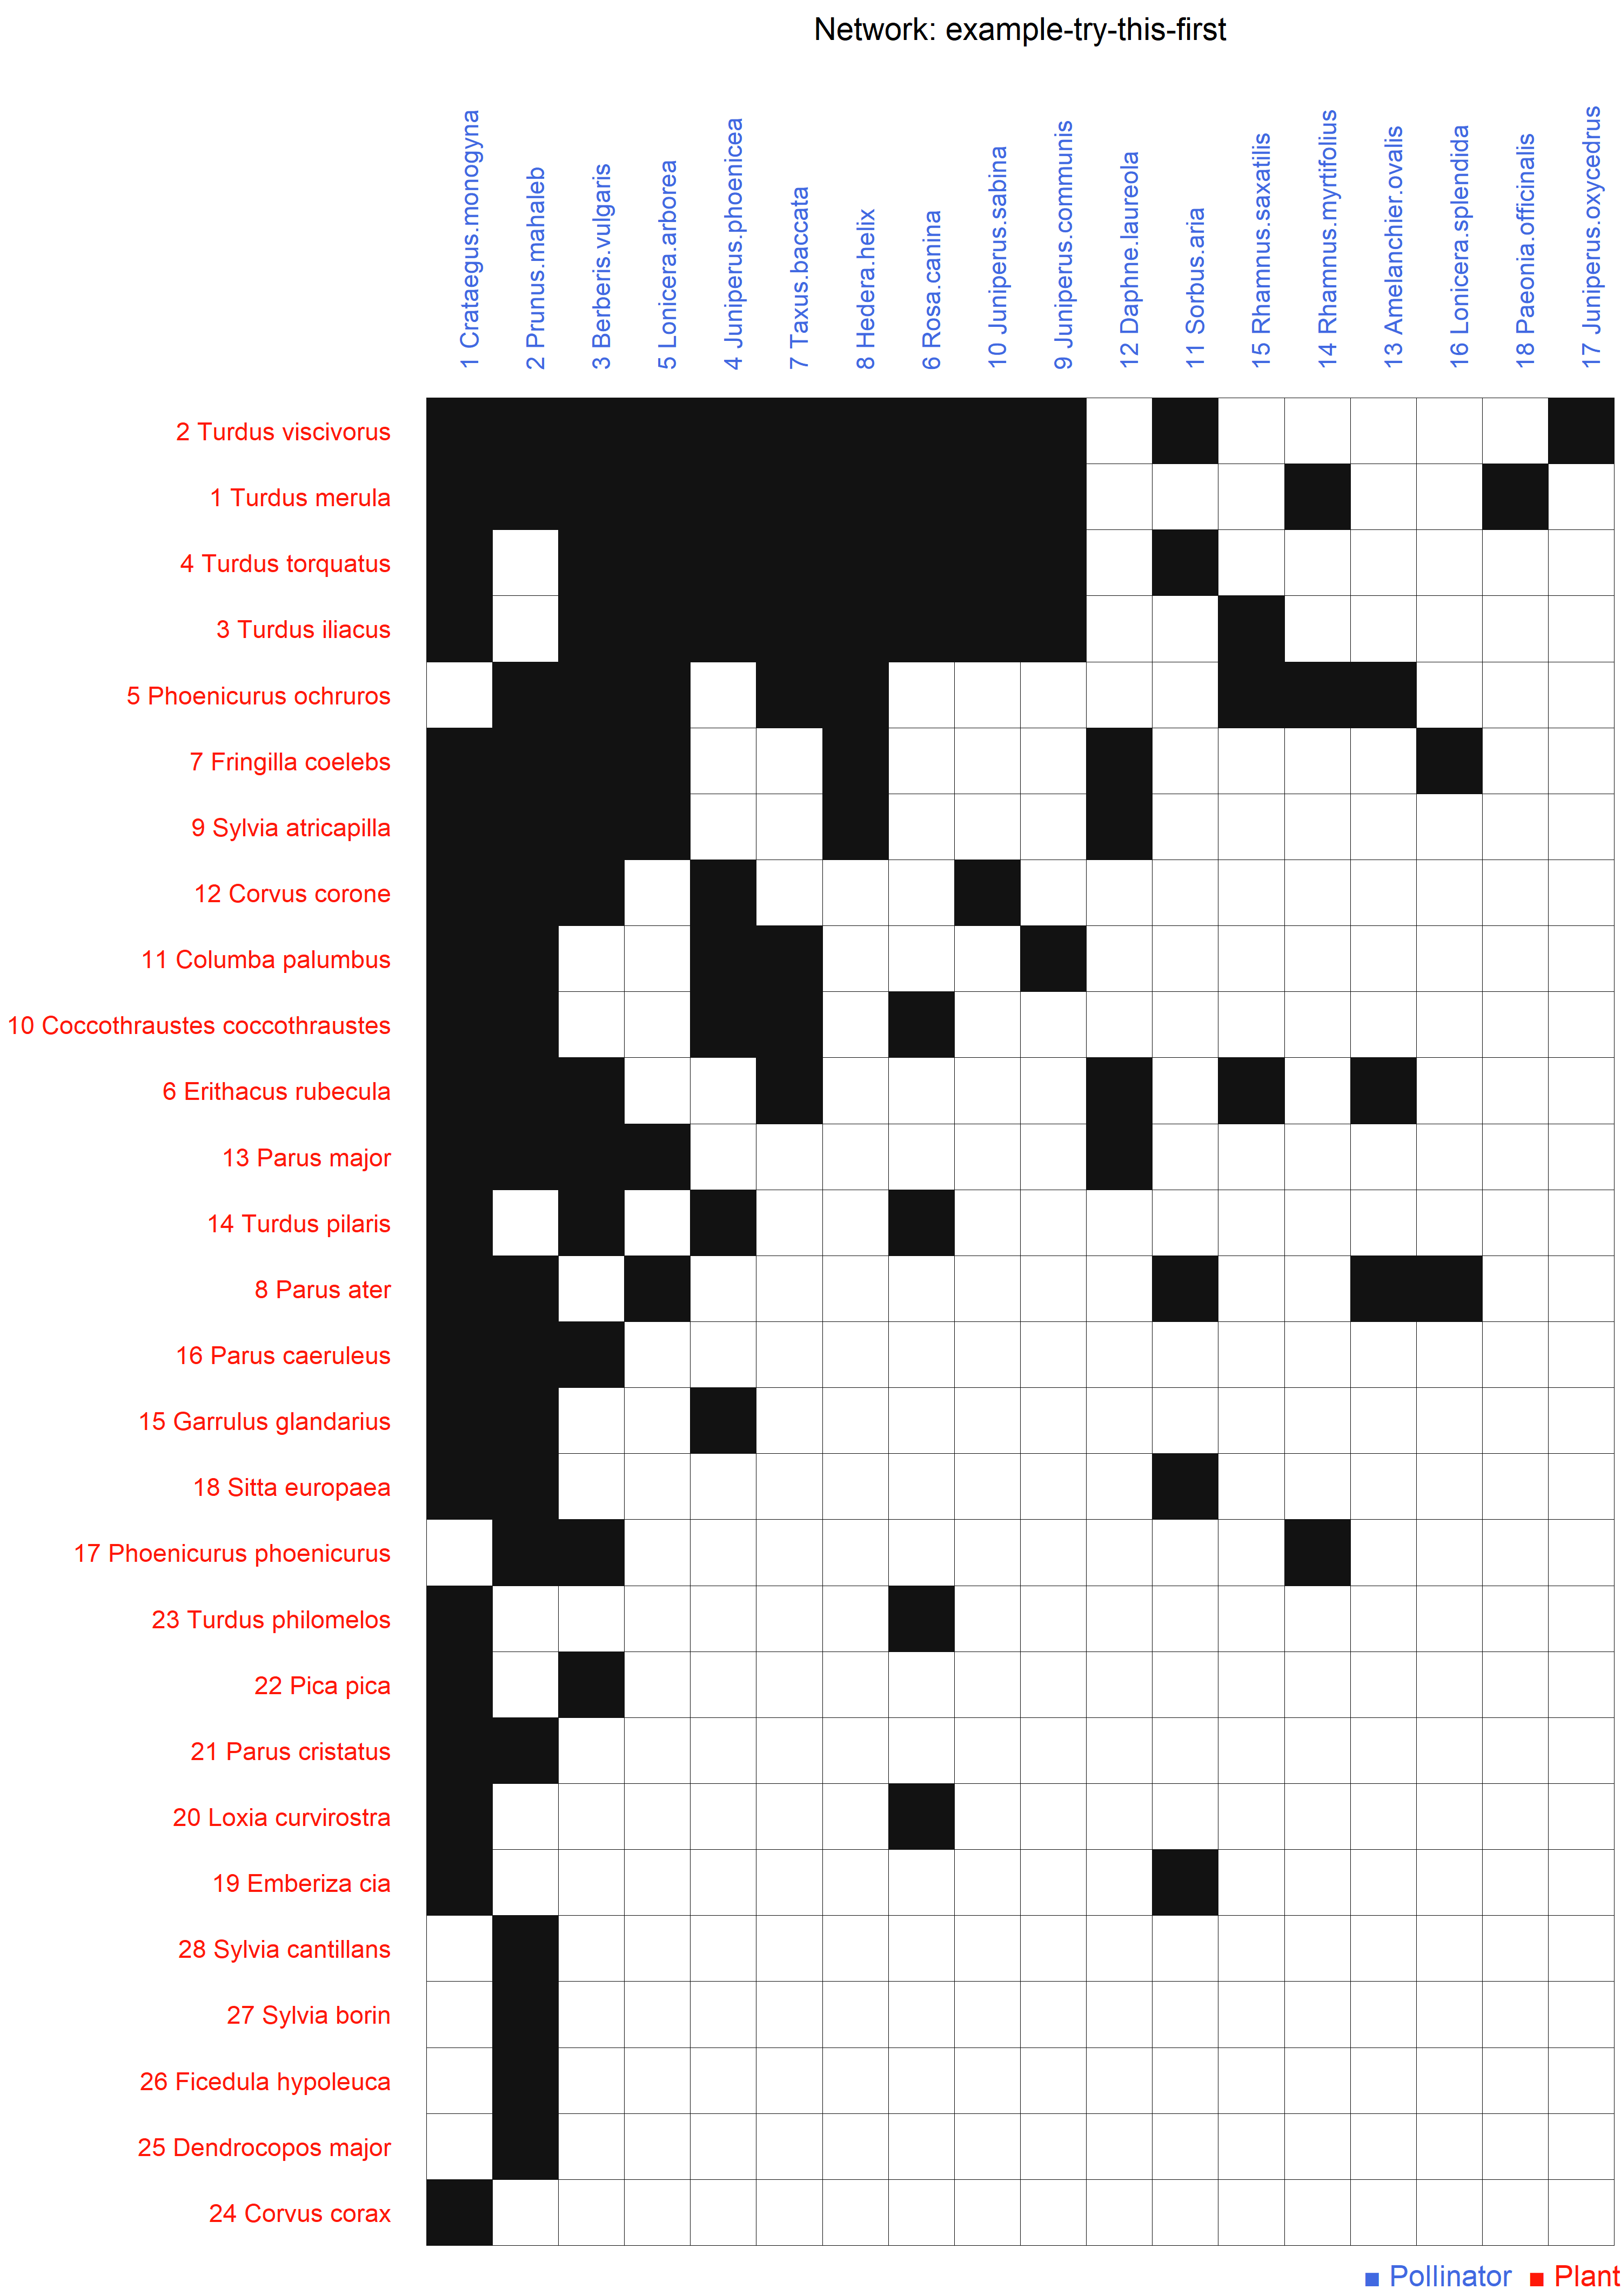 Network: example-try-this-first
1 Crataegus.monogyna
2 Prunus.mahaleb
3 Berberis.vulgaris
5 Lonicera.arborea
4 Juniperus.phoenicea
7 Taxus.baccata
8 Hedera.helix
6 Rosa.canina
10 Juniperus.sabina
9 Juniperus.communis
12 Daphne.laureola
11 Sorbus.aria
15 Rhamnus.saxatilis
14 Rhamnus.myrtifolius
13 Amelanchier.ovalis
16 Lonicera.splendida
18 Paeonia.officinalis
17 Juniperus.oxycedrus
2 Turdus viscivorus
1 Turdus merula
4 Turdus torquatus
3 Turdus iliacus
5 Phoenicurus ochruros
7 Fringilla coelebs
9 Sylvia atricapilla
12 Corvus corone
11 Columba palumbus
10 Coccothraustes coccothraustes
6 Erithacus rubecula
13 Parus major
14 Turdus pilaris
8 Parus ater
16 Parus caeruleus
15 Garrulus glandarius
18 Sitta europaea
17 Phoenicurus phoenicurus
23 Turdus philomelos
22 Pica pica
21 Parus cristatus
20 Loxia curvirostra
19 Emberiza cia
28 Sylvia cantillans
27 Sylvia borin
26 Ficedula hypoleuca
25 Dendrocopos major
24 Corvus corax
Pollinator Plant